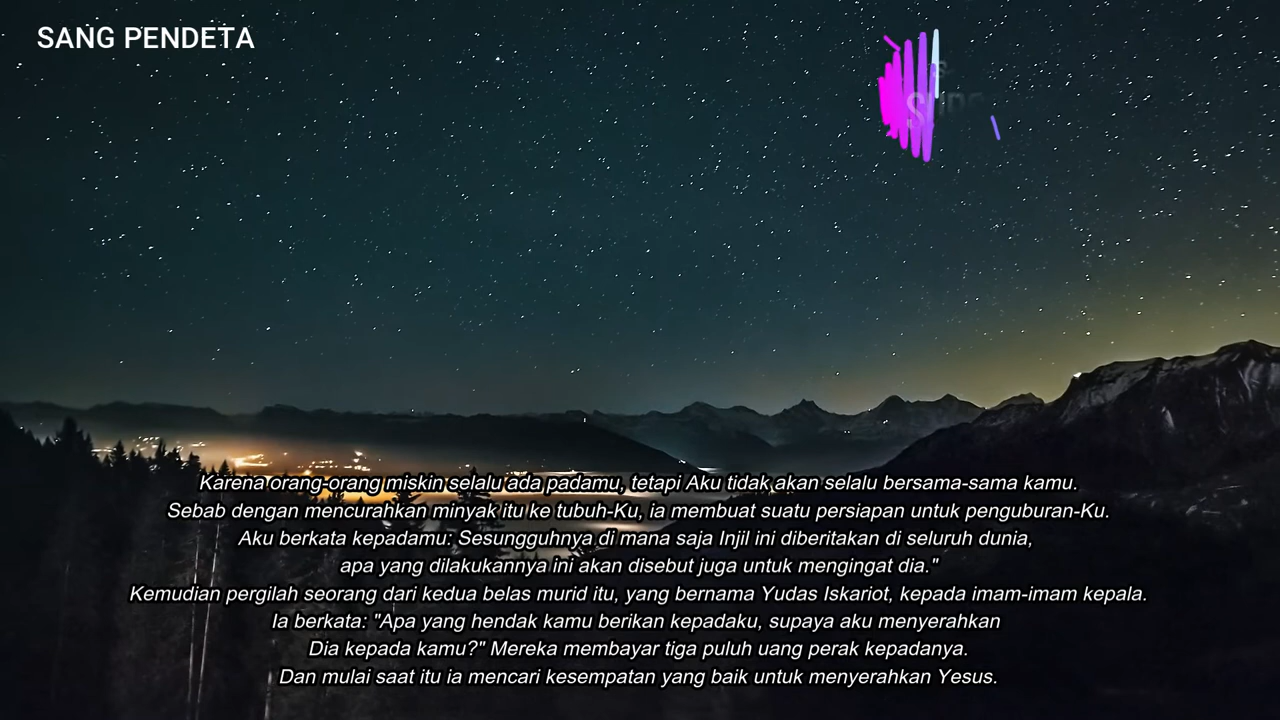 SANG PENDETA
Karena orang-orang miskin selalu ada padamu, tetapi Aku tidak akan selalu bersama-sama kamu.
Sebab dengan mencurahkan minyak itu ke tubuh-Ku, ia membuat suatu persiapan untuk penguburan-Ku.
Aku berkata kepadamu: Sesungguhnya di mana saja Injil ini diberitakan di seluruh dunia,
apa yang dilakukannya ini akan disebut juga untuk mengingat dia."
Kemudian pergilah seorang dari kedua belas murid itu, yang bernama Yudas Iskariot, kepada imam-imam kepala.
Ia berkata: "Apa yang hendak kamu berikan kepadaku, supaya aku menyerahkan
Dia kepada kamu?" Mereka membayar tiga puluh uang perak kepadanya.
Dan mulai saat itu ia mencari kesempatan yang baik untuk menyerahkan Yesus.